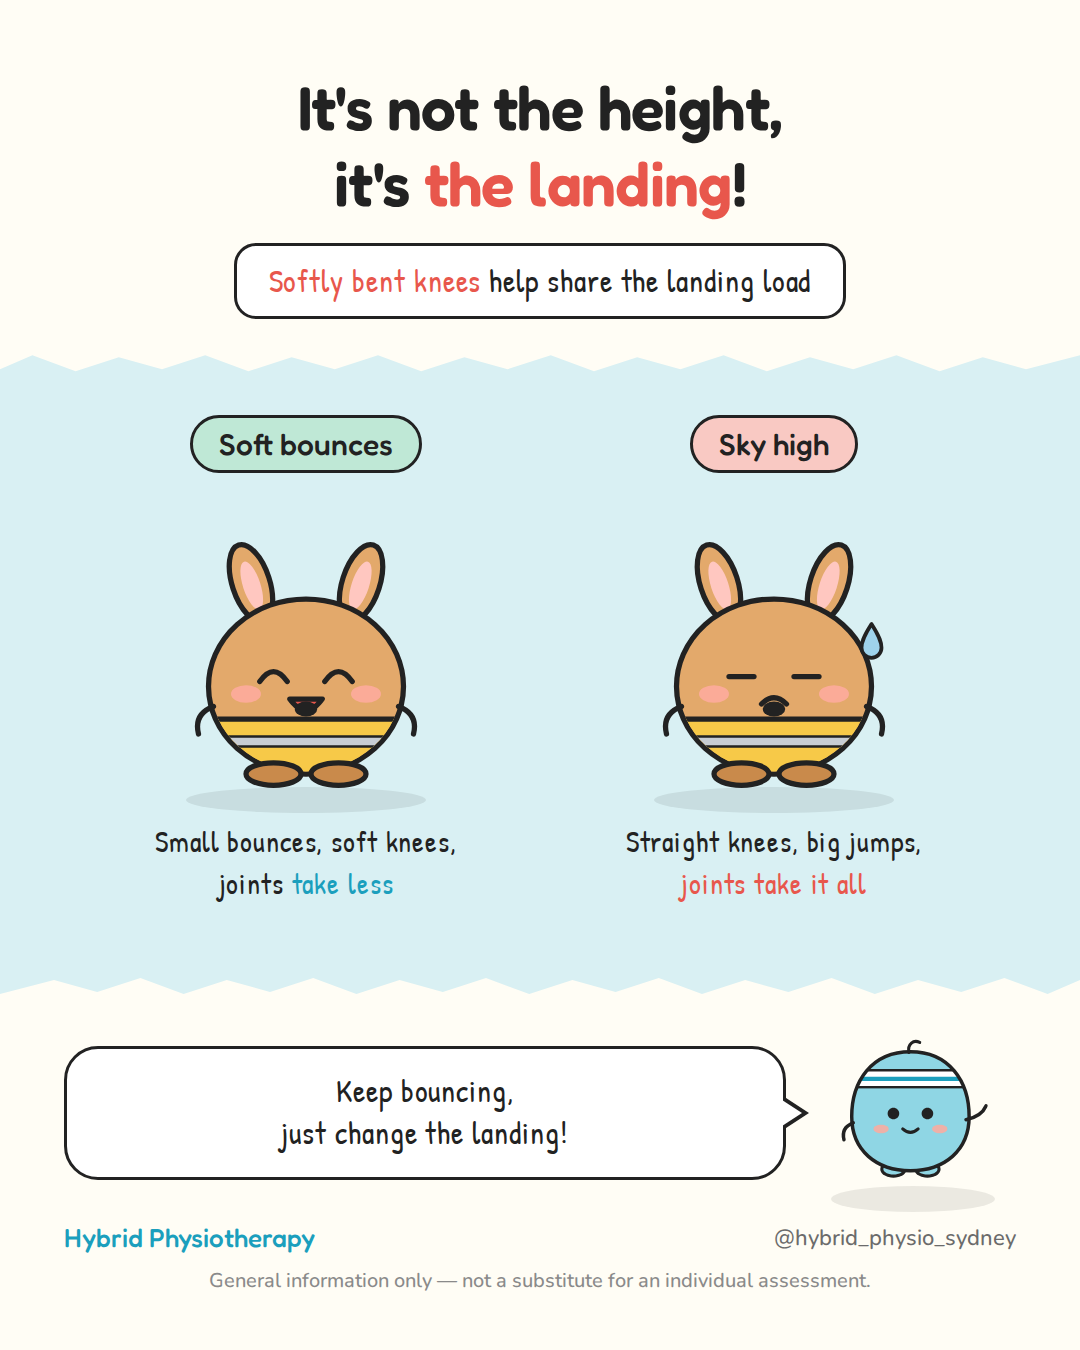 It's not the height,
it's the landing!
Softly bent knees help share the landing load
Soft bounces
Sky high
Small bounces, soft knees,
joints take less
Straight knees, big jumps,
joints take it all
Keep bouncing,
just change the landing!
Hybrid Physiotherapy
@hybrid_physio_sydney
General information only — not a substitute for an individual assessment.